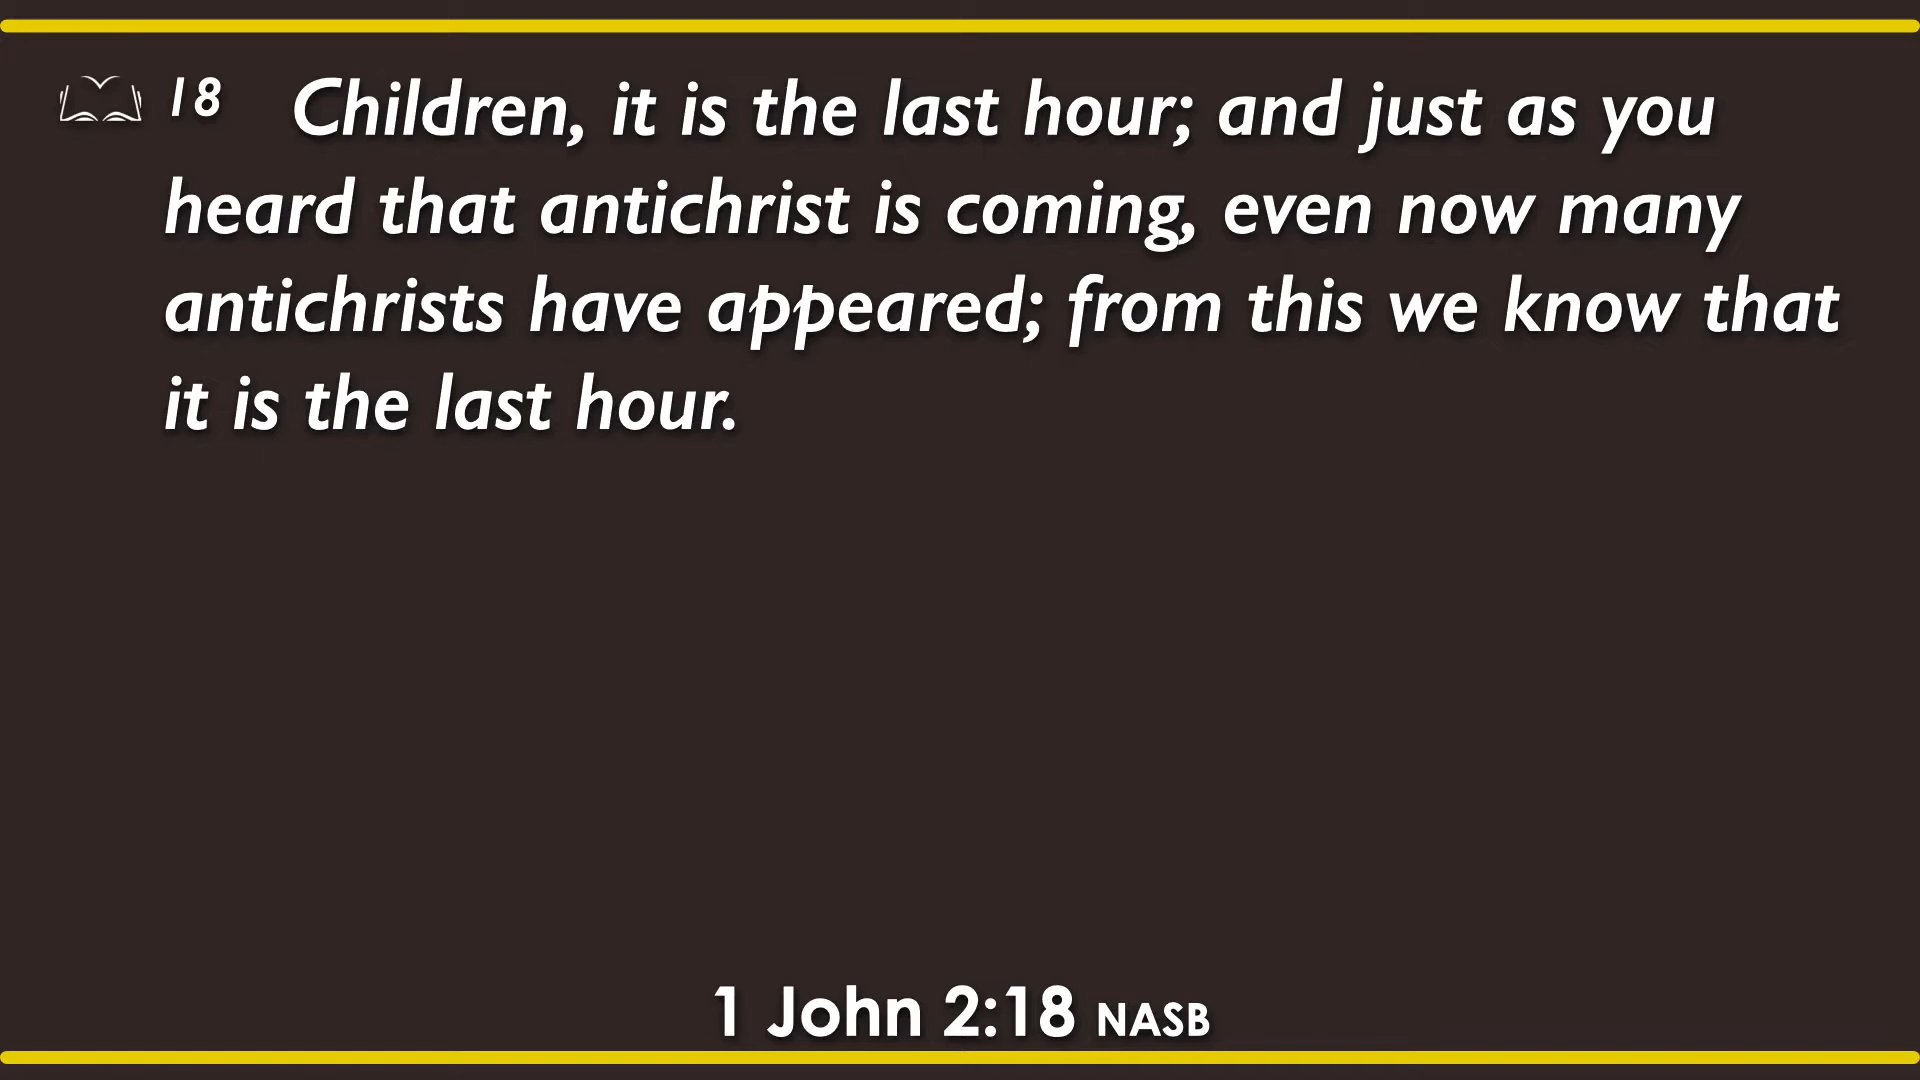 18 Children, it is the last hour; and just as you
heard that antichrist is coming, even now many
antichrists have appeared; from this we know that
it is the last hour.
1 John 2:18 NASB